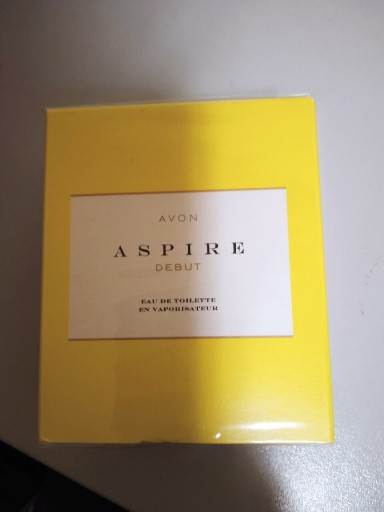 AVON
ASPIRE
DEBUT
EAU DE TOILETTE
EN VAPORISATEUR